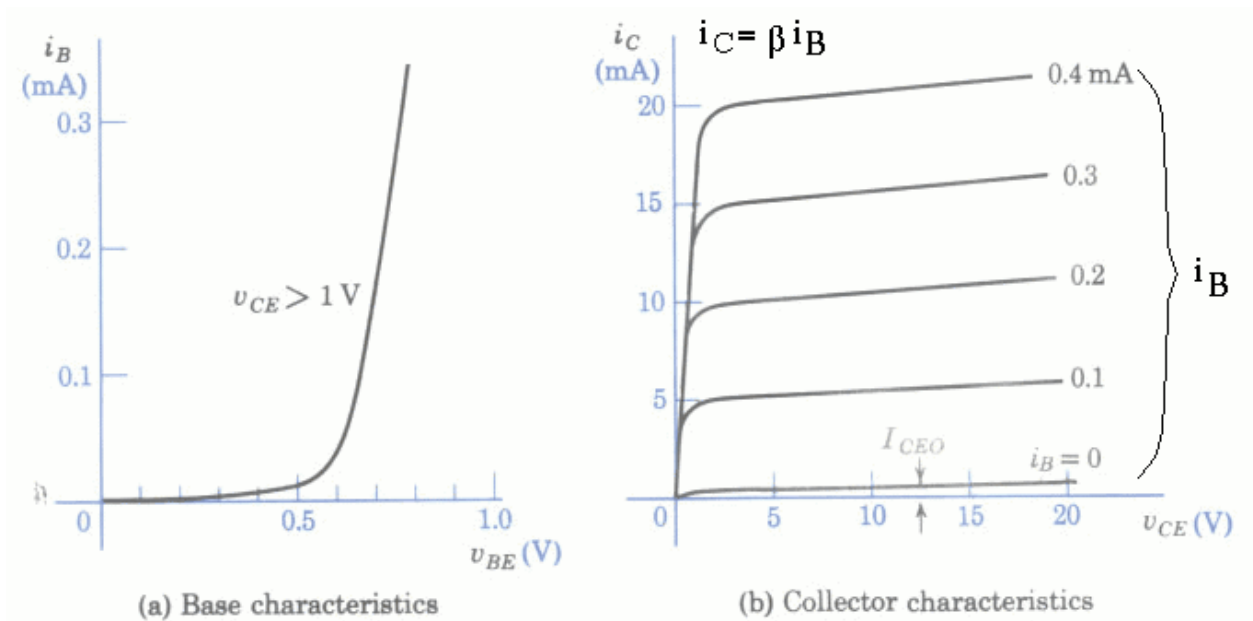 i_B
(mA)
0.3
0.2
0.1
0
0.5
1.0
v_CE > 1 V
v_BE (V)
(a) Base characteristics
i_C
(mA)
i_C = β i_B
20
15
10
5
0
5
10
15
20
v_CE (V)
0.4 mA
0.3
0.2
0.1
i_B = 0
I_CEO
i_B
(b) Collector characteristics